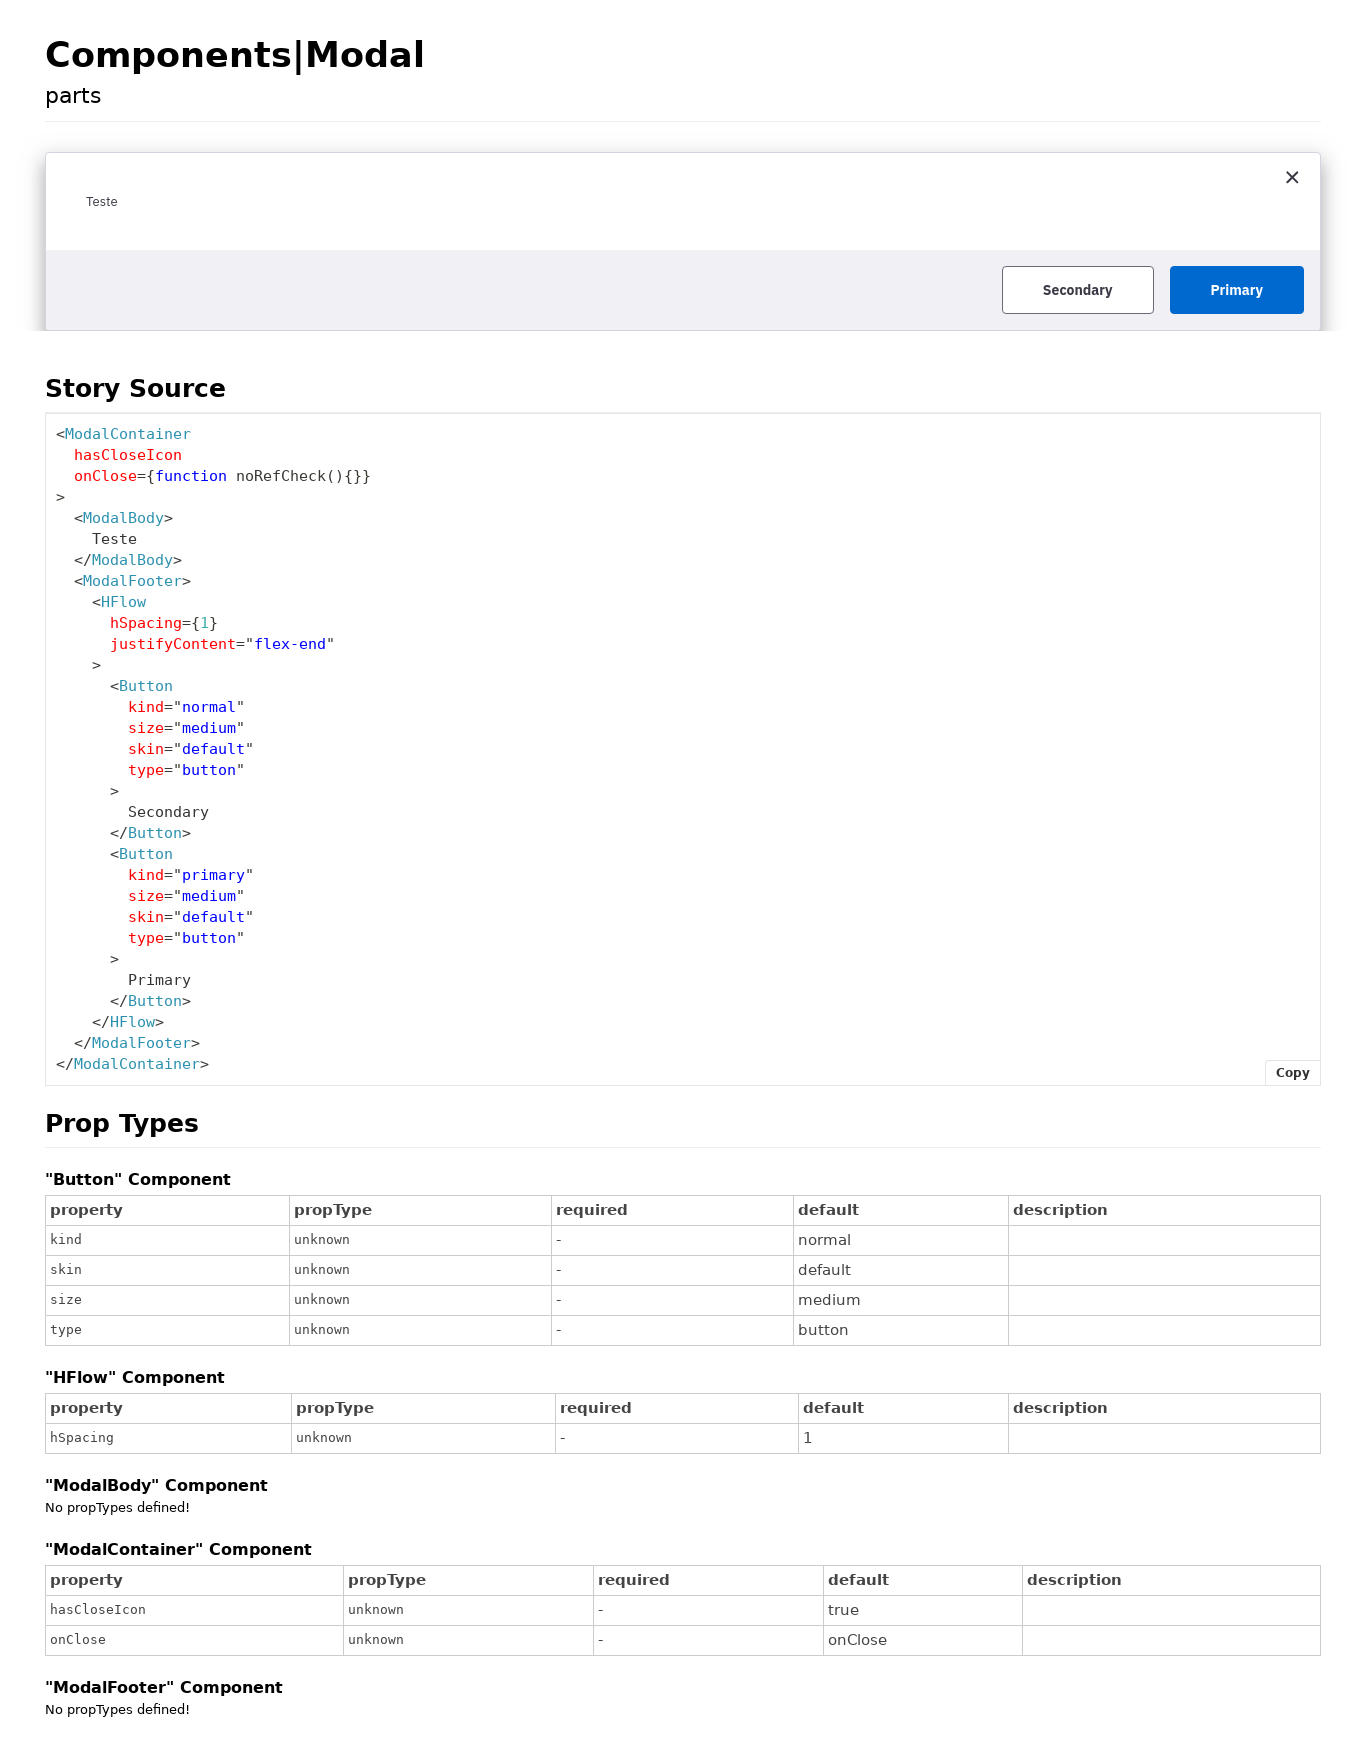 Components|Modal
parts
Teste
Secondary Primary
Story Source
<ModalContainer
  hasCloseIcon
  onClose={function noRefCheck(){}}
>
  <ModalBody>
    Teste
  </ModalBody>
  <ModalFooter>
    <HFlow
      hSpacing={1}
      justifyContent="flex-end"
    >
      <Button
        kind="normal"
        size="medium"
        skin="default"
        type="button"
      >
        Secondary
      </Button>
      <Button
        kind="primary"
        size="medium"
        skin="default"
        type="button"
      >
        Primary
      </Button>
    </HFlow>
  </ModalFooter>
</ModalContainer>
Copy
Prop Types
"Button" Component
property propType required default description
kind unknown - normal
skin unknown - default
size unknown - medium
type unknown - button
"HFlow" Component
property propType required default description
hSpacing unknown - 1
"ModalBody" Component
No propTypes defined!
"ModalContainer" Component
property propType required default description
hasCloseIcon unknown - true
onClose unknown - onClose
"ModalFooter" Component
No propTypes defined!